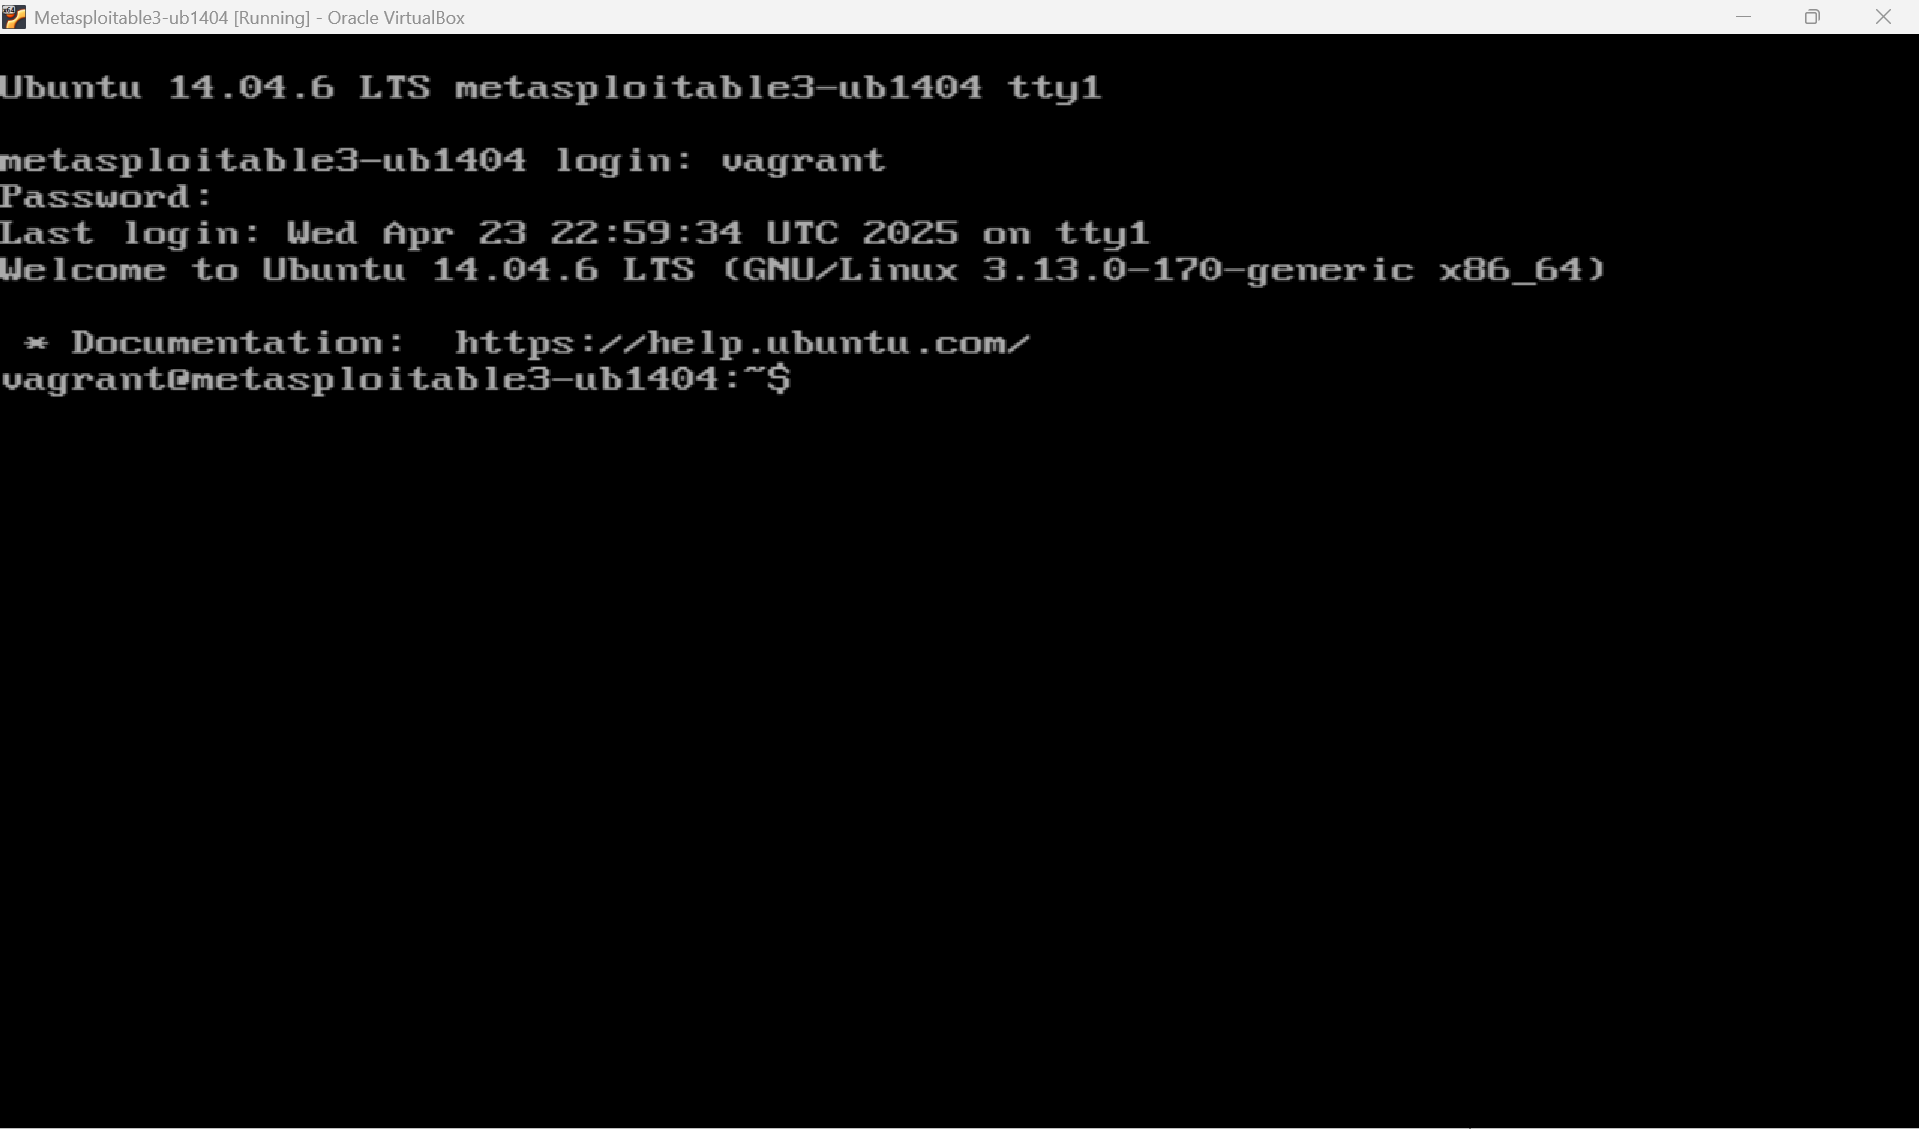 Metasploitable3-ub1404 [Running] - Oracle VirtualBox
Ubuntu 14.04.6 LTS metasploitable3-ub1404 tty1
metasploitable3-ub1404 login: vagrant
Password:
Last login: Wed Apr 23 22:59:34 UTC 2025 on tty1
Welcome to Ubuntu 14.04.6 LTS (GNU/Linux 3.13.0-170-generic x86_64)
* Documentation:  https://help.ubuntu.com/
vagrant@metasploitable3-ub1404:~$